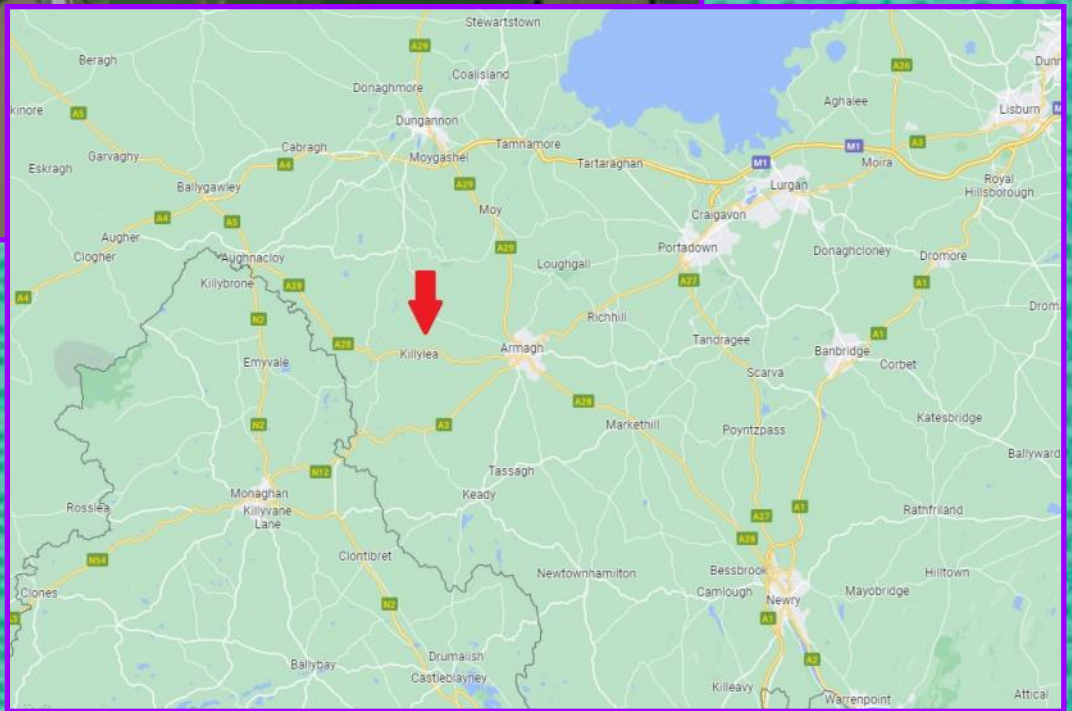 Stewartstown
A29
Beragh
Coalisland
A26
Donaghmore
Aghalee
kinore
A5
Lisburn
Dungannon
Tamnamore
Cabragh
M1
A3
Garvaghy
Moygashel
Tartaraghan
M1
Moira
Eskragh
A4
Ballygawley
A29
Lurgan
Royal
Hillsborough
Moy
Craigavon
A4
A5
Augher
A29
Portadown
Donaghcloney
Clogher
Aughnacloy
Loughgall
Dromore
Killybrone
A28
A27
A1
A4
N2
Richhill
Droma
A28
Killylea
Armagh
Tandragee
A1
Banbridge
Emyvale
Scarva
Corbet
A28
N2
A3
Markethill
Poyntzpass
Katesbridge
Ballyward
N12
Tassagh
Monaghan
Keady
Rosslea
Killyvane
Lane
A1
Rathfriland
A27
A28
N54
Clontibret
Bessbrook
Newtownhamilton
Hilltown
Clones
Camlough
Mayobridge
N2
Newry
A1
Ballybay
Drumalish
A2
Castleblayney
Killeavy
Warrenpoint
Attical